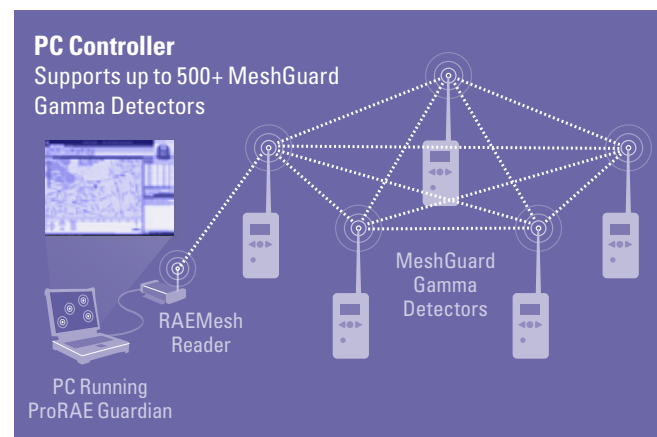 PC Controller
Supports up to 500+ MeshGuard
Gamma Detectors
MeshGuard
Gamma
Detectors
RAEMesh
Reader
PC Running
ProRAE Guardian